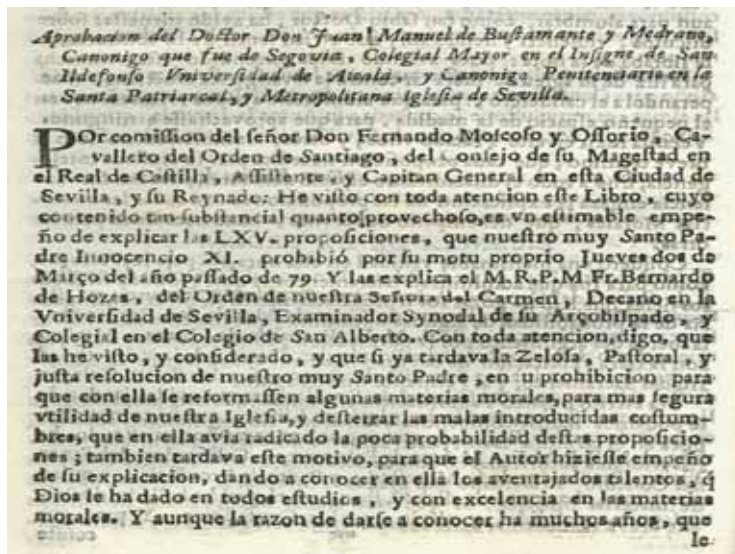 Aprobacion del Doctor Don Juan Manuel de Buſtamante y Medrano,
Canonigo que fue de Segovia, Colegial Mayor en el Inſigne de San
Ildefonſo Vniverſidad de Alcalà, y Canonigo Penitenciario en la
Santa Patriarcal, y Metropolitana Igleſia de Sevilla.
POr comiſſion del ſeñor Don Fernando Moſcoſo y Oſſorio, Ca-
vallero del Orden de Santiago, del Conſejo de ſu Mageſtad en
el Real de Caſtilla, Aſſiſtente, y Capitan General en eſta Ciudad de
Sevilla, y ſu Reynado: He viſto con toda atencion eſte Libro, cuyo
contenido tan ſubſtancial quanto provechoſo, es vn eſtimable empe-
ño de explicar las LXV. propoſiciones, que nueſtro muy Santo Pa-
dre Innocencio XI. prohibió por ſu motu proprio Jueves dos de
Março del año paſſado de 79. Y las explica el M.R.P.M Fr. Bernardo
de Hozes, del Orden de nueſtra Señora del Carmen, Decano en la
Vniverſidad de Sevilla, Examinador Synodal de ſu Arçobiſpado, y
Colegial en el Colegio de San Alberto. Con toda atencion, digo, que
las he viſto, y conſiderado, y que ſi ya tardava la Zeloſa, Paſtoral, y
juſta reſolucion de nueſtro muy Santo Padre, en u prohibicion para
que con ella ſe reformaſſen algunas materias morales, para mas ſegura
vtilidad de nueſtra Igleſia, y deſterrar las malas introducidas coſtum-
bres, que en ella avia radicado la poca probabilidad deſtas propoſicio-
nes; tambien tardava eſte motivo, para que el Autor hizieſſe empeño
de ſu explicacion, dando a conocer en ella los aventajados talentos, q̃
Dios le ha dado en todos eſtudios, y con excelencia en las materias
morales. Y aunque la razon de darſe a conocer ha muchos años, que
le